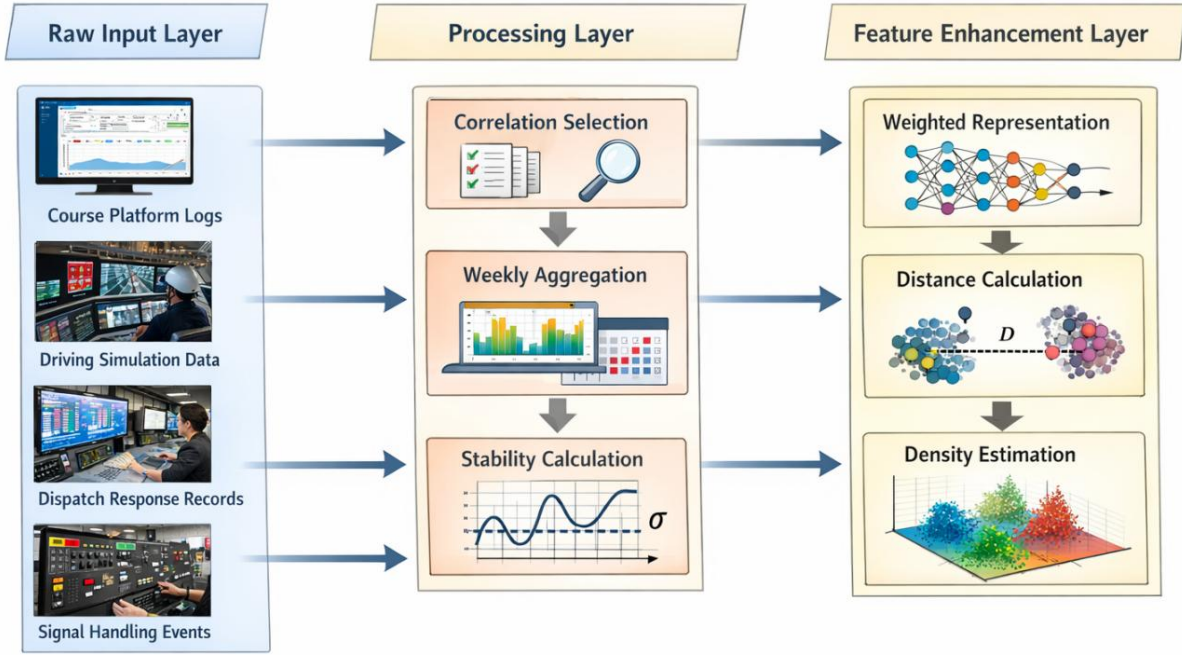 Raw Input Layer
Processing Layer
Feature Enhancement Layer
Course Platform Logs
Driving Simulation Data
Dispatch Response Records
Signal Handling Events
Correlation Selection
Weekly Aggregation
Stability Calculation
σ
Weighted Representation
Distance Calculation
D
Density Estimation